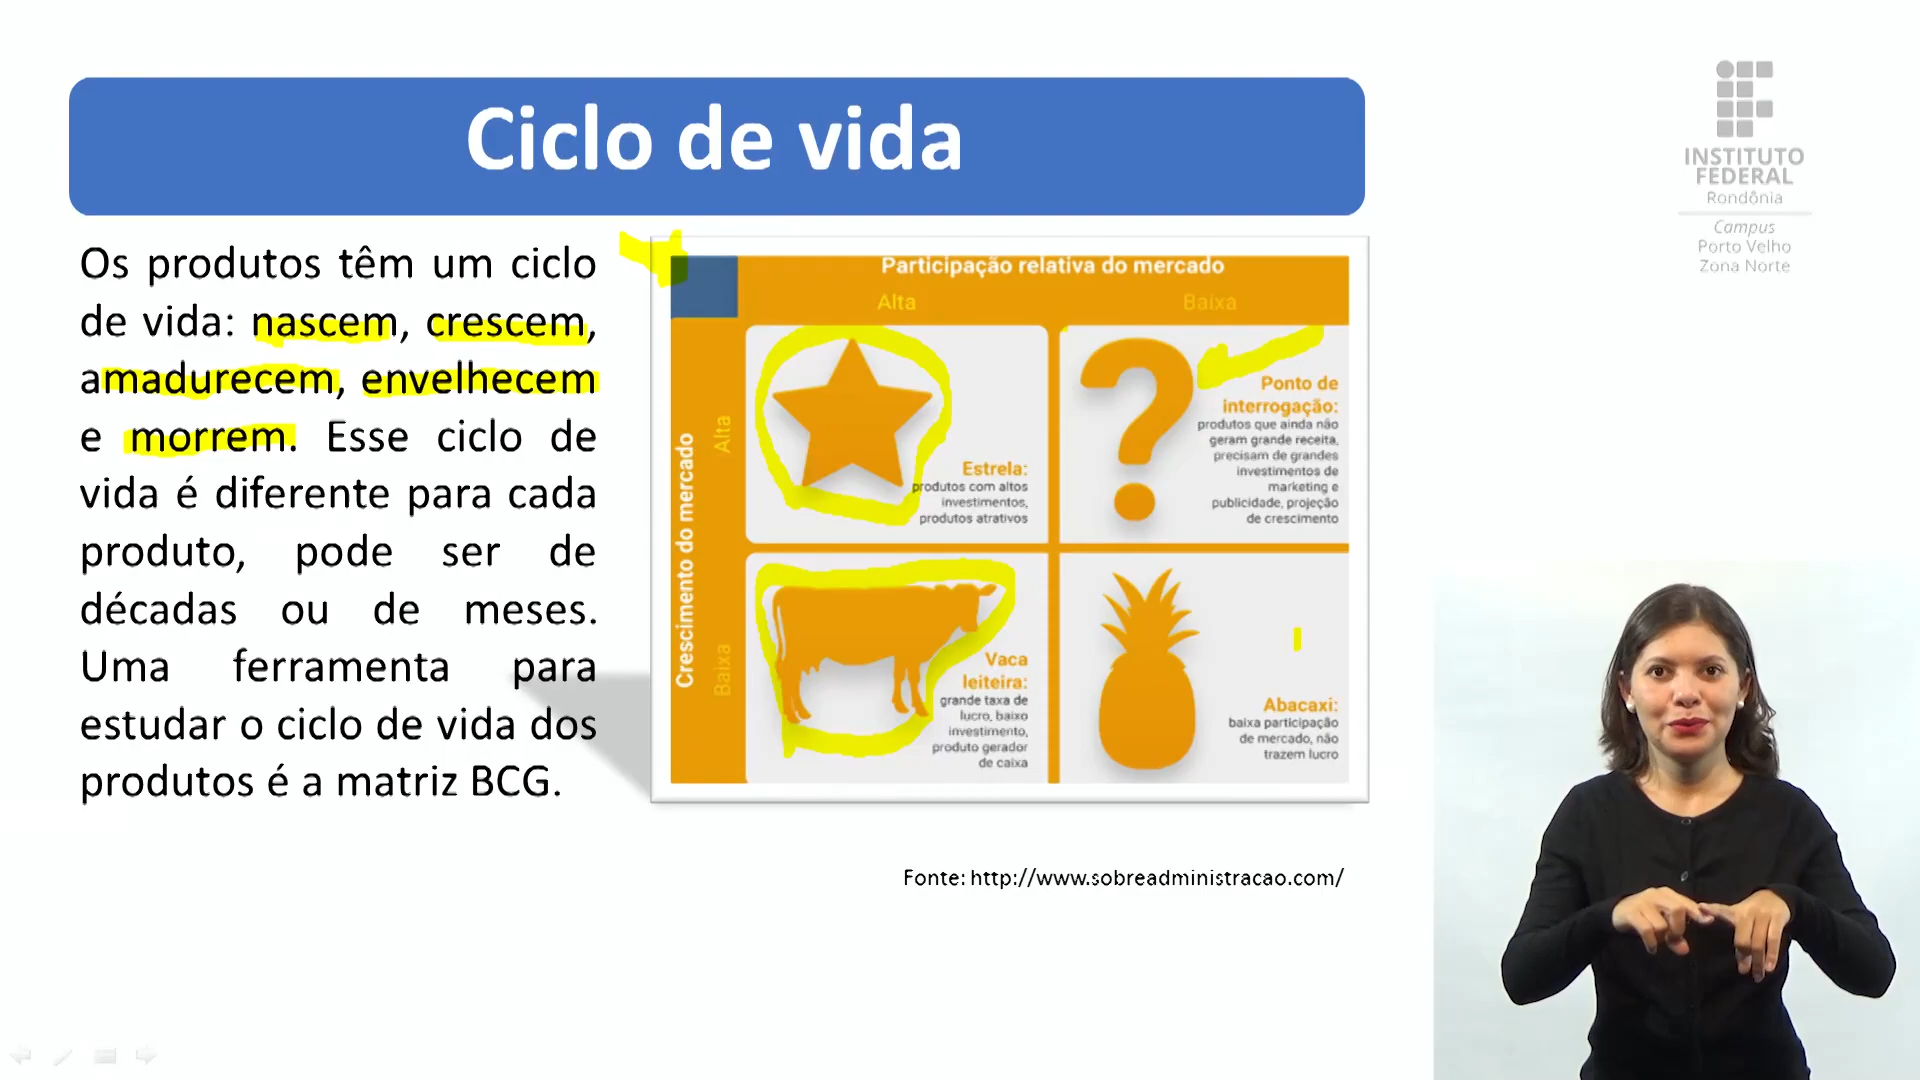 Ciclo de vida
Os produtos têm um ciclo
de vida: nascem, crescem,
amadurecem, envelhecem
e morrem. Esse ciclo de
vida é diferente para cada
produto, pode ser de
décadas ou de meses.
Uma ferramenta para
estudar o ciclo de vida dos
produtos é a matriz BCG.
Participação relativa do mercado
Alta
Baixa
Crescimento do mercado
Alta
Baixa
Estrela:
produtos com altos
investimentos,
produtos atrativos
Ponto de
interrogação:
produtos que ainda não
geram grande receita,
precisam de grandes
investimentos de
marketing e
publicidade, projeção
de crescimento
Vaca
leiteira:
grande taxa de
lucro, baixo
investimento,
produto gerador
de caixa
Abacaxi:
baixa participação
de mercado, não
trazem lucro
Fonte: http://www.sobreadministracao.com/
INSTITUTO
FEDERAL
Rondônia
Campus
Porto Velho
Zona Norte